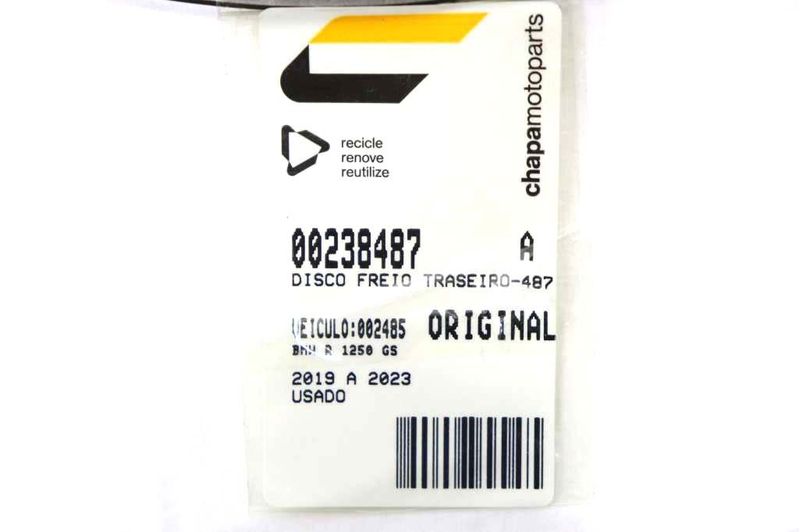 chapamotoparts
recicle
renove
reutilize
00238487 A
DISCO FREIO TRASEIRO-487
VEICULO:002485 ORIGINAL
BMW R 1250 GS
2019 A 2023
USADO